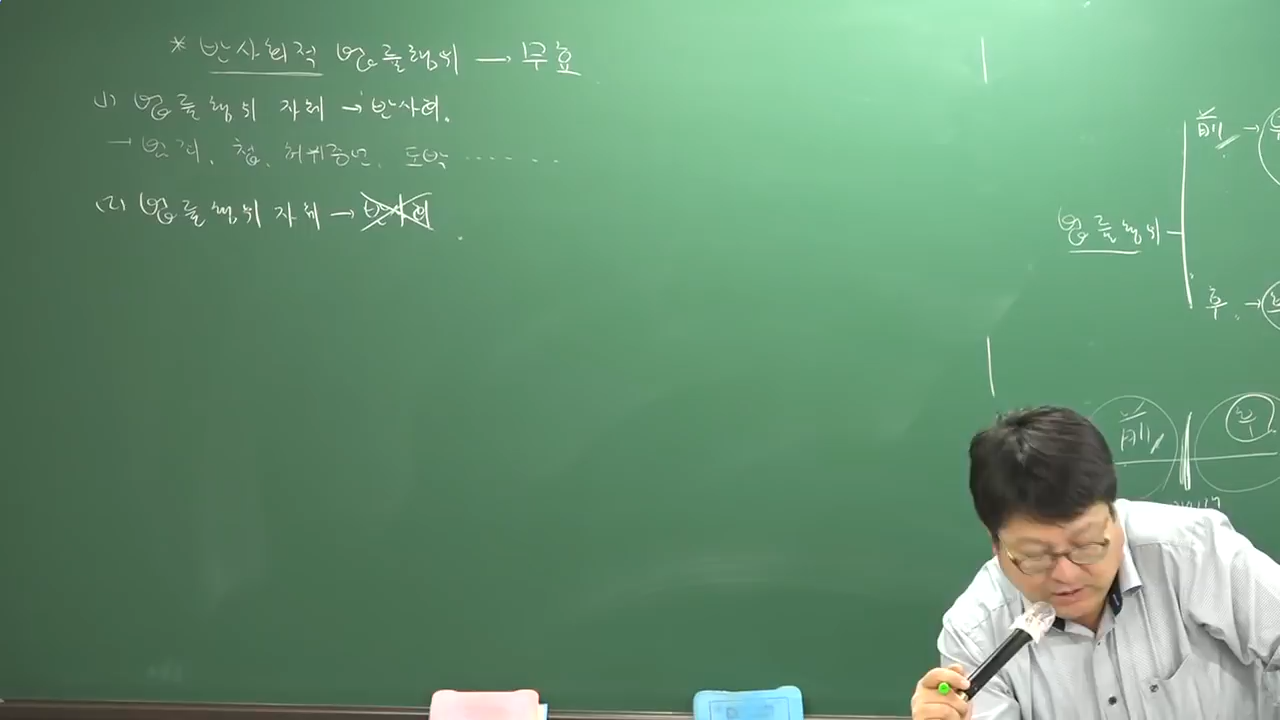 * 반사회적 법률행위 → 무효
(1) 법률행위 자체 → 반사회.
→ 범죄, 첩, 허위증언, 도박 ........
(2) 법률행위 자체 → 반사회
법률행위
前 →
후. →
前